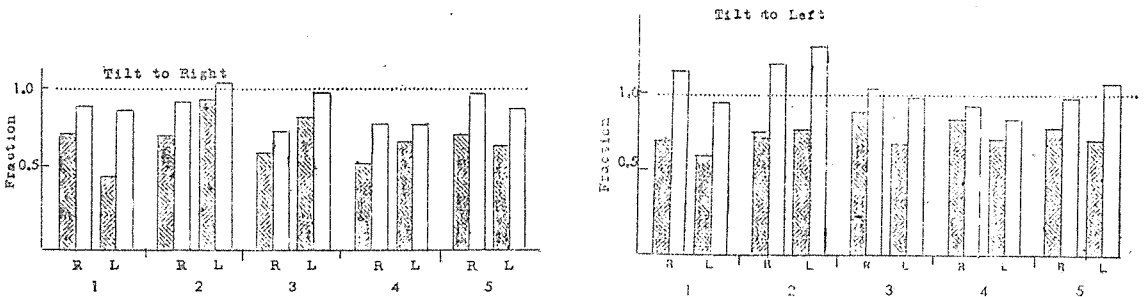 Tilt to Right
1.0
0.5
Fraction
R L R L R L R L R L
1 2 3 4 5
Tilt to Left
1.0
0.5
Fraction
R L R L R L R L R L
1 2 3 4 5